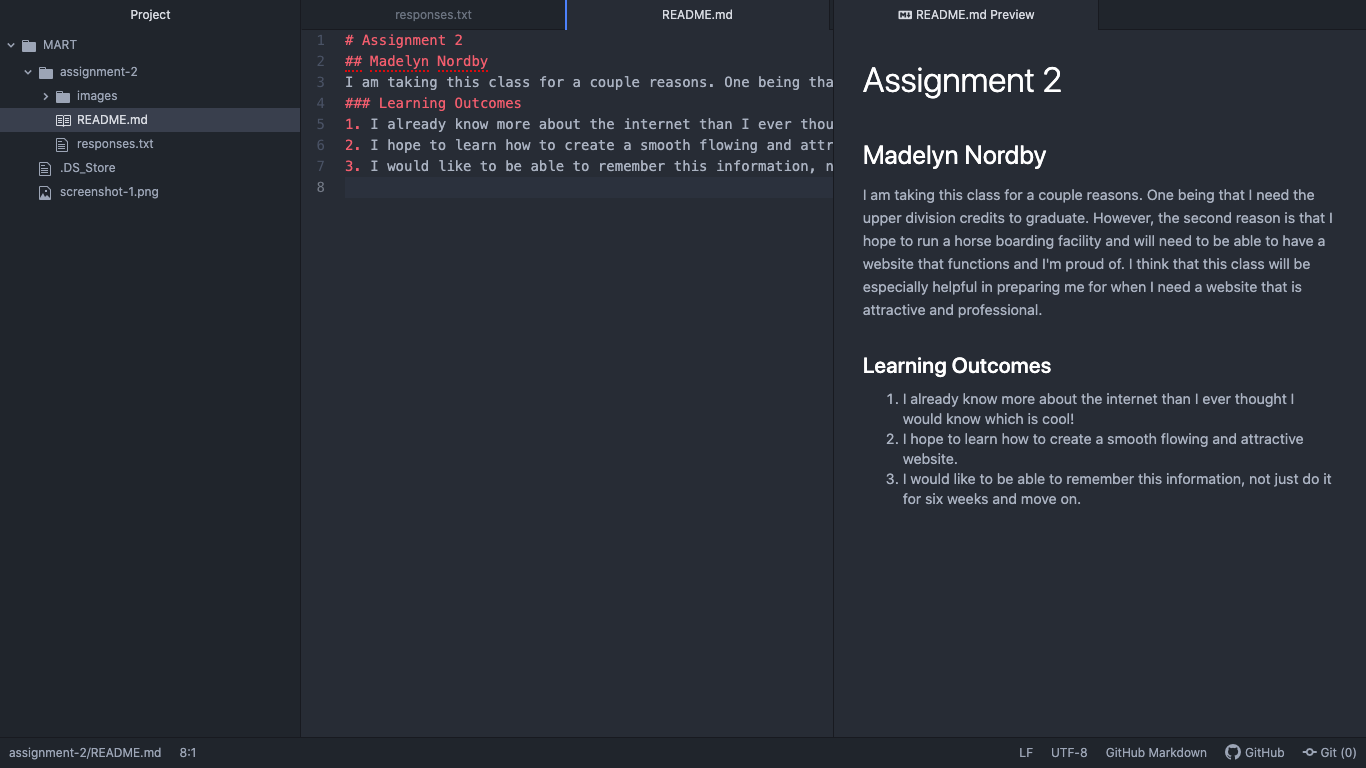 Project
MART
assignment-2
images
README.md
responses.txt
.DS_Store
screenshot-1.png
responses.txt
README.md
1 # Assignment 2
2 ## Madelyn Nordby
3 I am taking this class for a couple reasons. One being tha
4 ### Learning Outcomes
5 1. I already know more about the internet than I ever thou
6 2. I hope to learn how to create a smooth flowing and attr
7 3. I would like to be able to remember this information, n
8
README.md Preview
Assignment 2
Madelyn Nordby
I am taking this class for a couple reasons. One being that I need the
upper division credits to graduate. However, the second reason is that I
hope to run a horse boarding facility and will need to be able to have a
website that functions and I'm proud of. I think that this class will be
especially helpful in preparing me for when I need a website that is
attractive and professional.
Learning Outcomes
1. I already know more about the internet than I ever thought I
would know which is cool!
2. I hope to learn how to create a smooth flowing and attractive
website.
3. I would like to be able to remember this information, not just do it
for six weeks and move on.
assignment-2/README.md 8:1 LF UTF-8 GitHub Markdown GitHub Git (0)